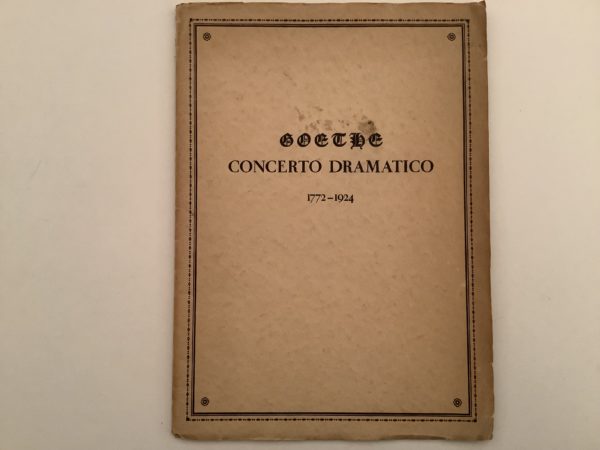 GOETHE
CONCERTO DRAMATICO
1772–1924